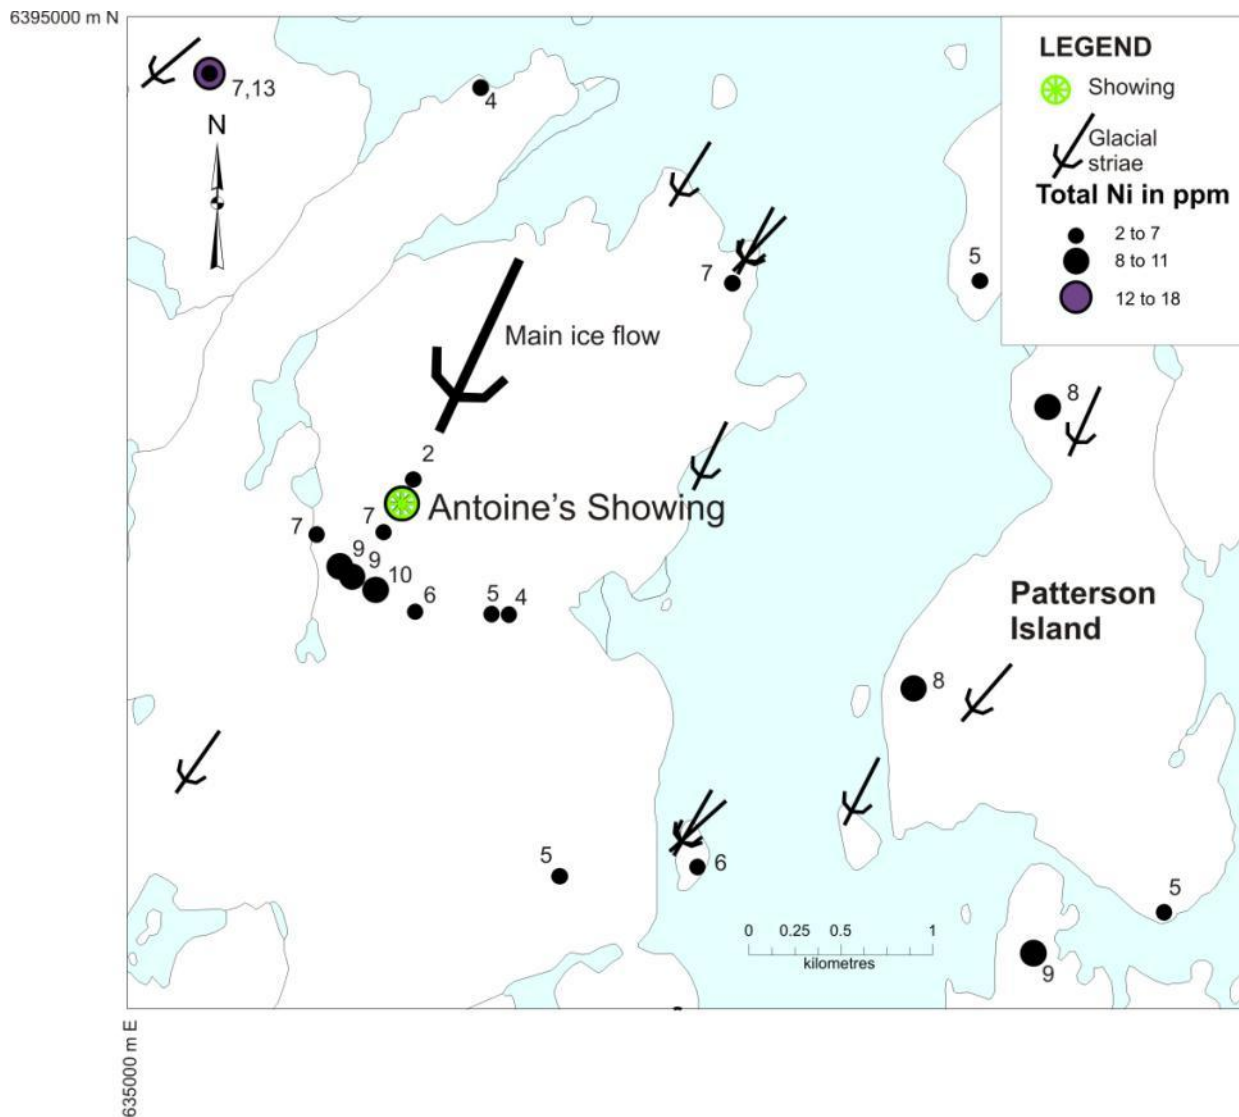 6395000 m N
LEGEND
Showing
Glacial
striae
Total Ni in ppm
2 to 7
8 to 11
12 to 18
7,13
N
4
7
5
Main ice flow
8
2
Antoine's Showing
7
7
9
9
10
6
5
4
Patterson
Island
8
5
6
5
0
0.25
0.5
1
kilometres
9
635000 m E